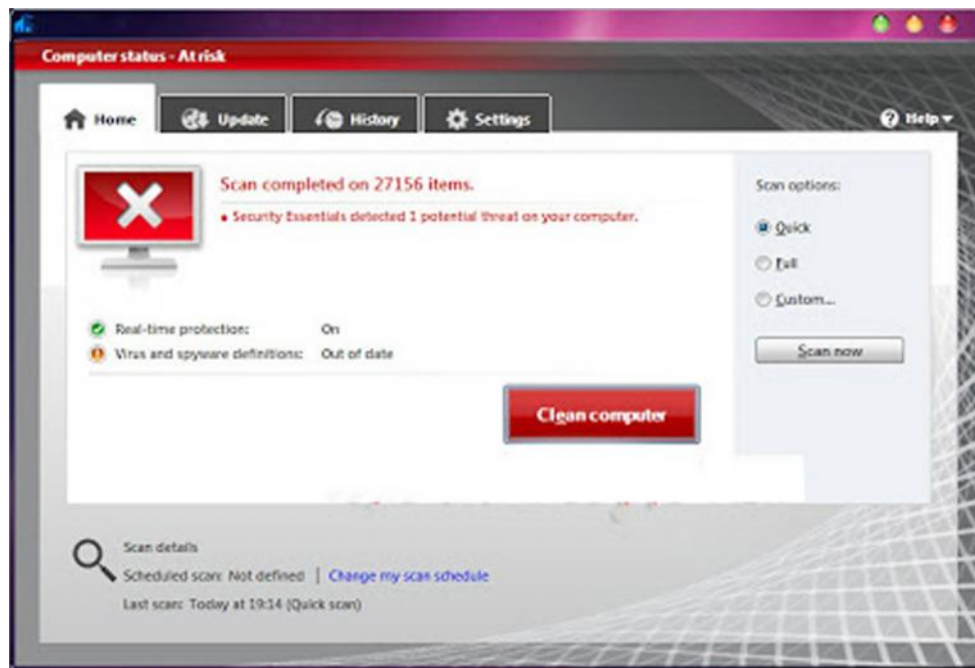 Computer status - At risk
Home
Update
History
Settings
Help
Scan completed on 27156 items.
Security Essentials detected 1 potential threat on your computer.
Scan options:
Quick
Full
Custom...
Scan now
Real-time protection: On
Virus and spyware definitions: Out of date
Clean computer
Scan details
Scheduled scan: Not defined | Change my scan schedule
Last scan: Today at 19:14 (Quick scan)